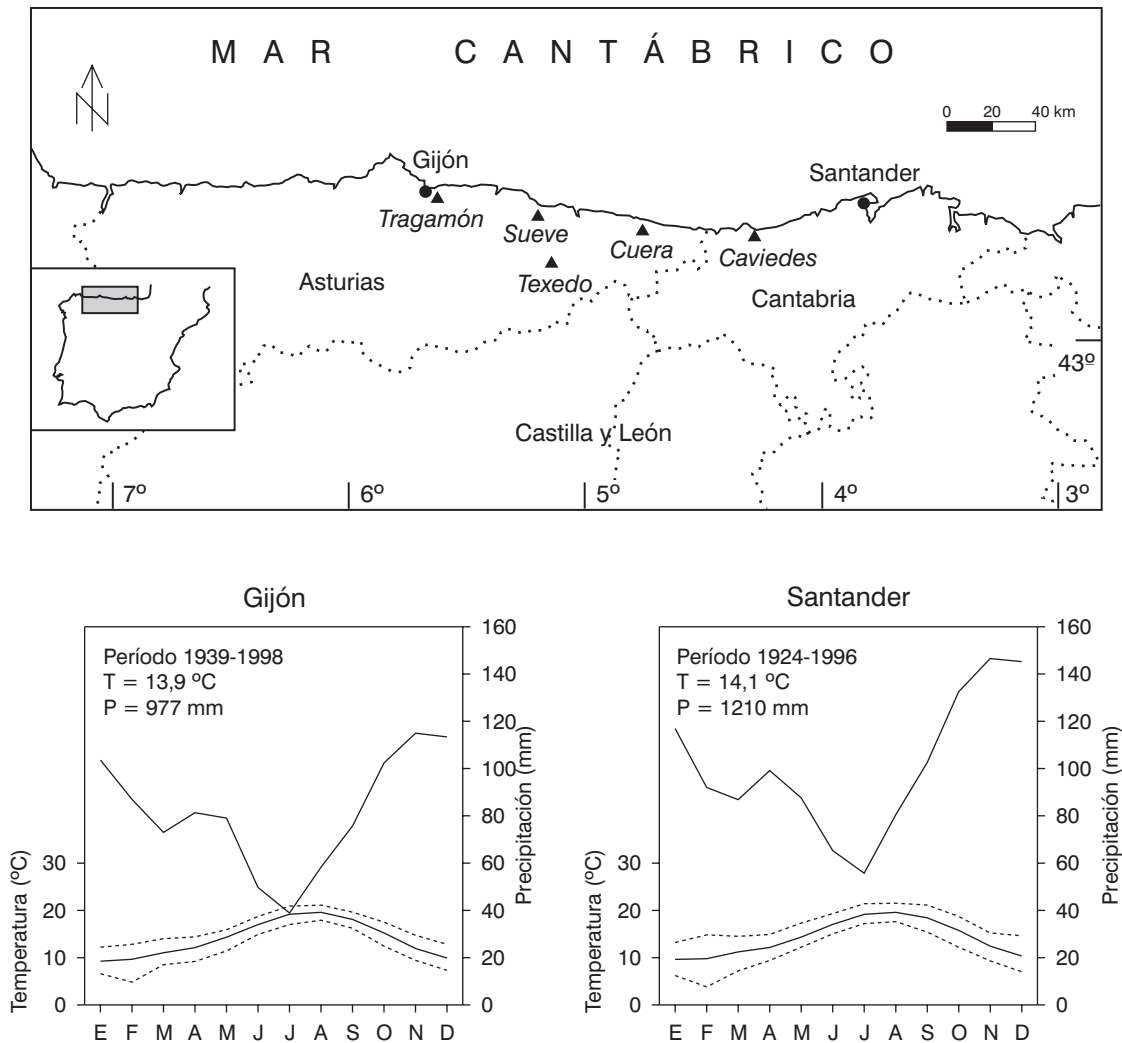 MAR CANTÁBRICO
N
0 20 40 km
Gijón
Santander
Tragamón
Sueve
Cuera
Caviedes
Texedo
Asturias
Cantabria
43º
Castilla y León
7º 6º 5º 4º 3º
Gijón
Período 1939-1998
T = 13,9 ºC
P = 977 mm
160
140
120
100
80
60
40
20
0
Precipitación (mm)
30
20
10
0
Temperatura (ºC)
E F M A M J J A S O N D
Santander
Período 1924-1996
T = 14,1 ºC
P = 1210 mm
160
140
120
100
80
60
40
20
0
Precipitación (mm)
30
20
10
0
Temperatura (ºC)
E F M A M J J A S O N D